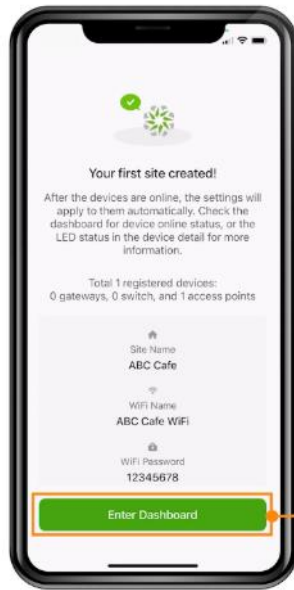 Your first site created!
After the devices are online, the settings will
apply to them automatically. Check the
dashboard for device online status, or the
LED status in the device detail for more
information.
Total 1 registered devices:
0 gateways, 0 switch, and 1 access points
Site Name
ABC Cafe
WiFi Name
ABC Cafe WiFi
WiFi Password
12345678
Enter Dashboard